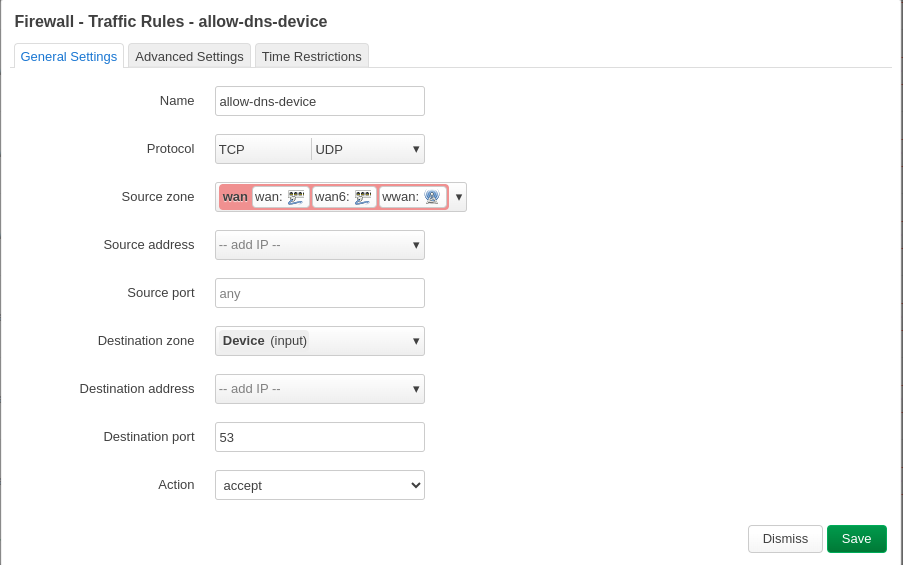 Firewall - Traffic Rules - allow-dns-device
General Settings Advanced Settings Time Restrictions
Name allow-dns-device
Protocol TCP UDP
Source zone wan wan: wan6: wwan:
Source address -- add IP --
Source port any
Destination zone Device (input)
Destination address -- add IP --
Destination port 53
Action accept
Dismiss Save